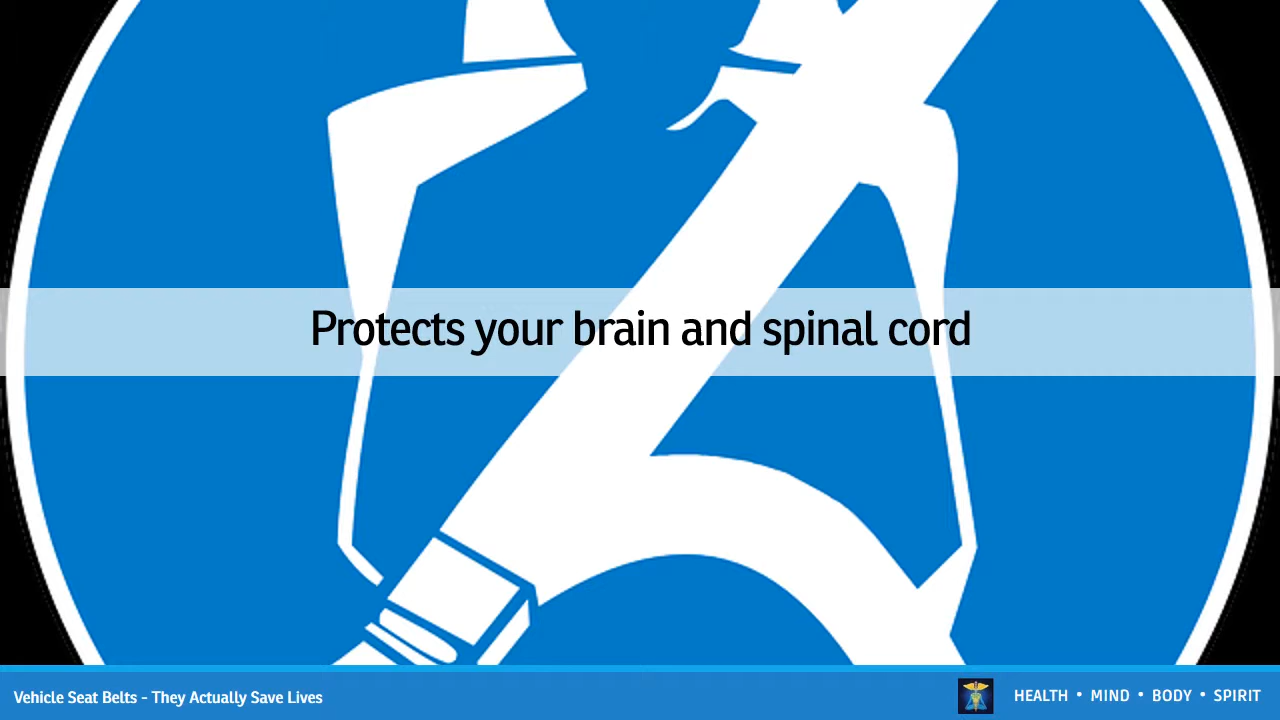 Protects your brain and spinal cord
Vehicle Seat Belts - They Actually Save Lives
HEALTH • MIND • BODY • SPIRIT